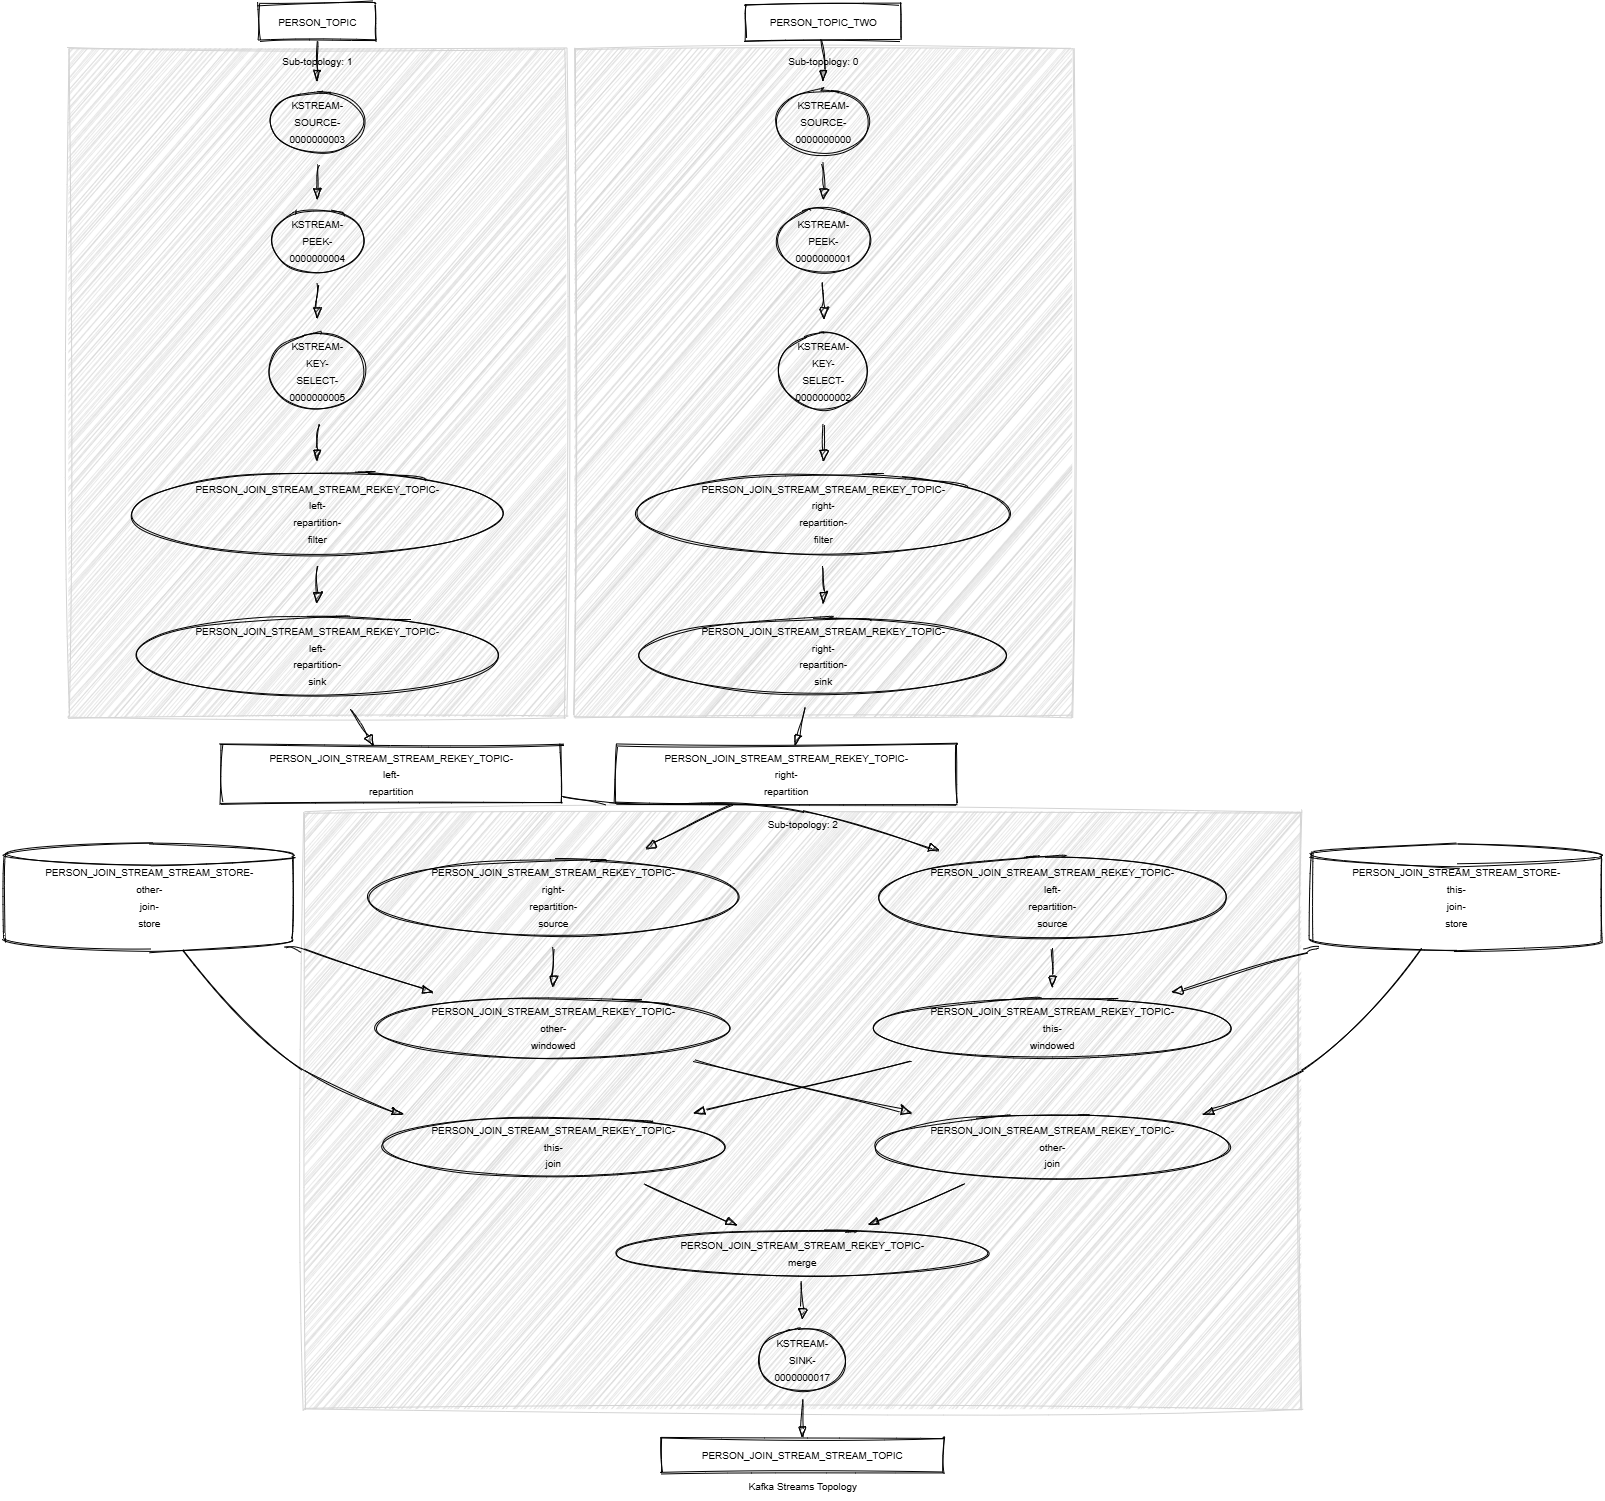 PERSON_TOPIC
PERSON_TOPIC_TWO
Sub-topology: 1
KSTREAM-
SOURCE-
0000000003
KSTREAM-
PEEK-
0000000004
KSTREAM-
KEY-
SELECT-
0000000005
PERSON_JOIN_STREAM_STREAM_REKEY_TOPIC-
left-
repartition-
filter
PERSON_JOIN_STREAM_STREAM_REKEY_TOPIC-
left-
repartition-
sink
Sub-topology: 0
KSTREAM-
SOURCE-
0000000000
KSTREAM-
PEEK-
0000000001
KSTREAM-
KEY-
SELECT-
0000000002
PERSON_JOIN_STREAM_STREAM_REKEY_TOPIC-
right-
repartition-
filter
PERSON_JOIN_STREAM_STREAM_REKEY_TOPIC-
right-
repartition-
sink
PERSON_JOIN_STREAM_STREAM_REKEY_TOPIC-
left-
repartition
PERSON_JOIN_STREAM_STREAM_REKEY_TOPIC-
right-
repartition
Sub-topology: 2
PERSON_JOIN_STREAM_STREAM_STORE-
other-
join-
store
PERSON_JOIN_STREAM_STREAM_REKEY_TOPIC-
right-
repartition-
source
PERSON_JOIN_STREAM_STREAM_REKEY_TOPIC-
left-
repartition-
source
PERSON_JOIN_STREAM_STREAM_STORE-
this-
join-
store
PERSON_JOIN_STREAM_STREAM_REKEY_TOPIC-
other-
windowed
PERSON_JOIN_STREAM_STREAM_REKEY_TOPIC-
this-
windowed
PERSON_JOIN_STREAM_STREAM_REKEY_TOPIC-
this-
join
PERSON_JOIN_STREAM_STREAM_REKEY_TOPIC-
other-
join
PERSON_JOIN_STREAM_STREAM_REKEY_TOPIC-
merge
KSTREAM-
SINK-
0000000017
PERSON_JOIN_STREAM_STREAM_TOPIC
Kafka Streams Topology